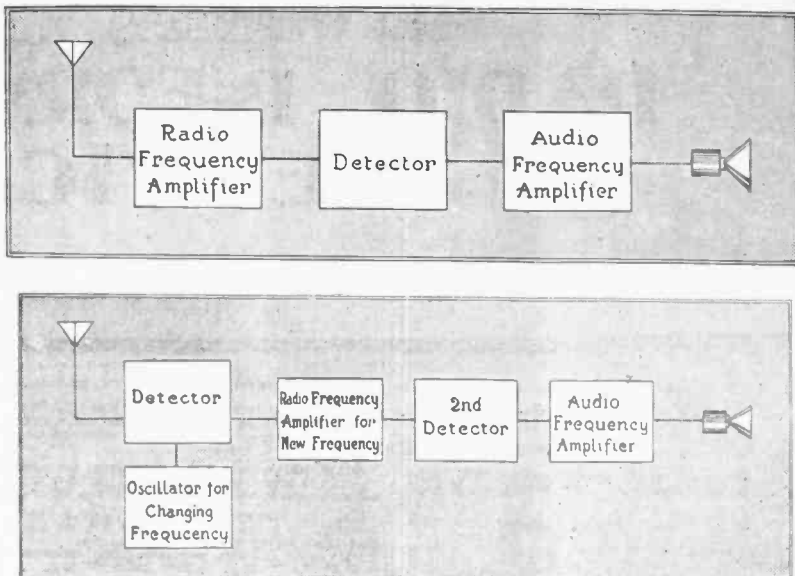 Radio
Frequency
Amplifier
Detector
Audio
Frequency
Amplifier
Detector
Oscillator for
Changing
Frequcency
Radio Frequency
Amplifier for
New Frequency
2nd
Detector
Audio
Frequency
Amplifier